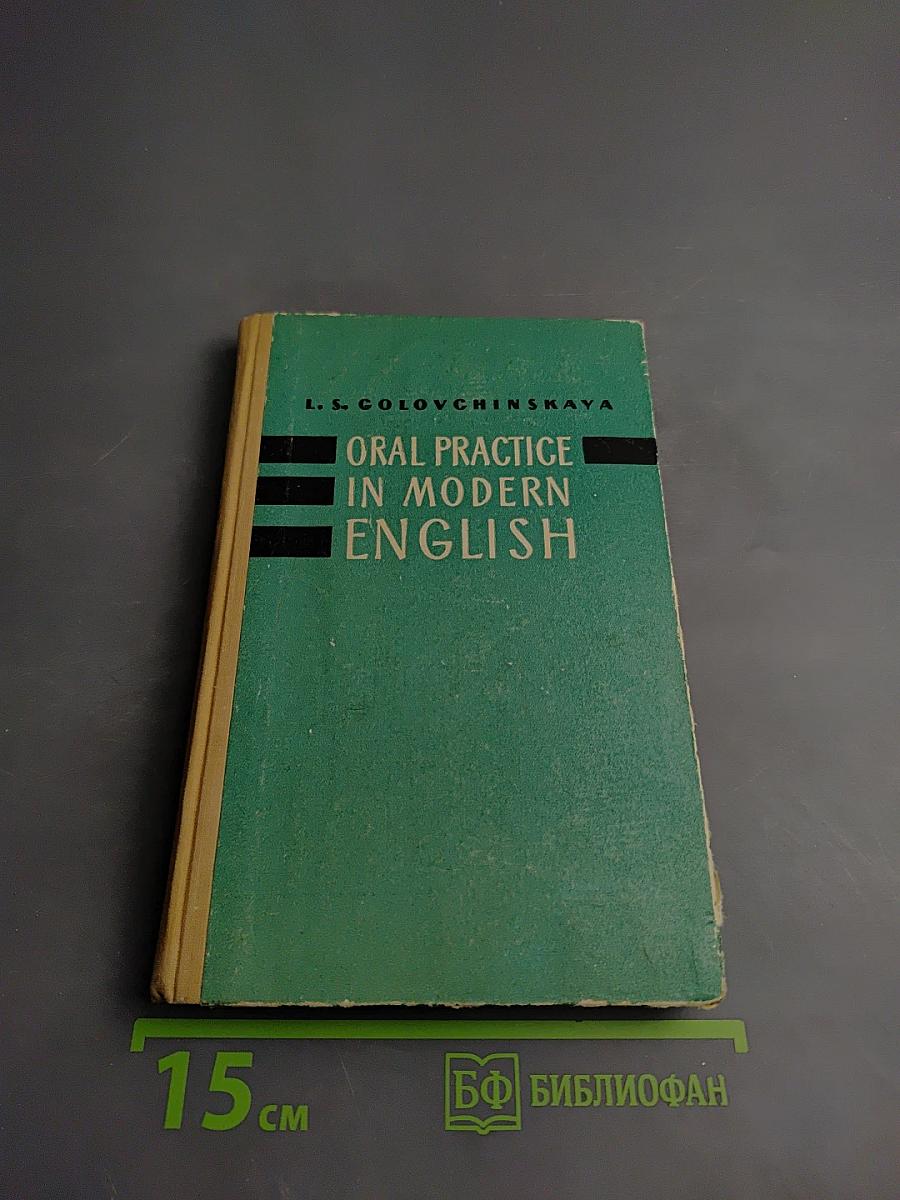 L. S. GOLOVCHINSKAYA
ORAL PRACTICE
IN MODERN
ENGLISH
15 см
БФ БИБЛИОФАН